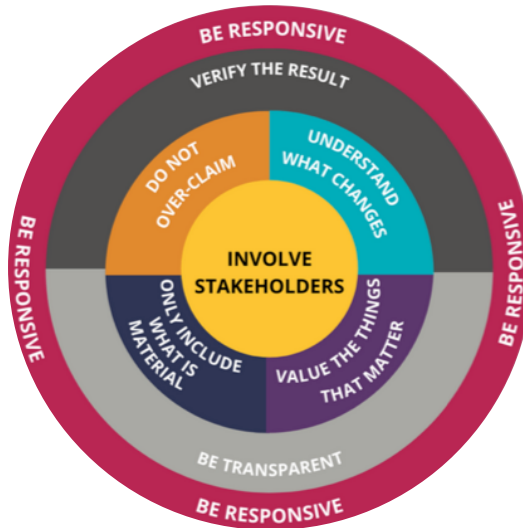 BE RESPONSIVE
VERIFY THE RESULT
DO NOT
OVER-CLAIM
UNDERSTAND
WHAT CHANGES
INVOLVE
STAKEHOLDERS
BE RESPONSIVE
BE RESPONSIVE
ONLY INCLUDE
WHAT IS
MATERIAL
VALUE THE THINGS
THAT MATTER
BE TRANSPARENT
BE RESPONSIVE